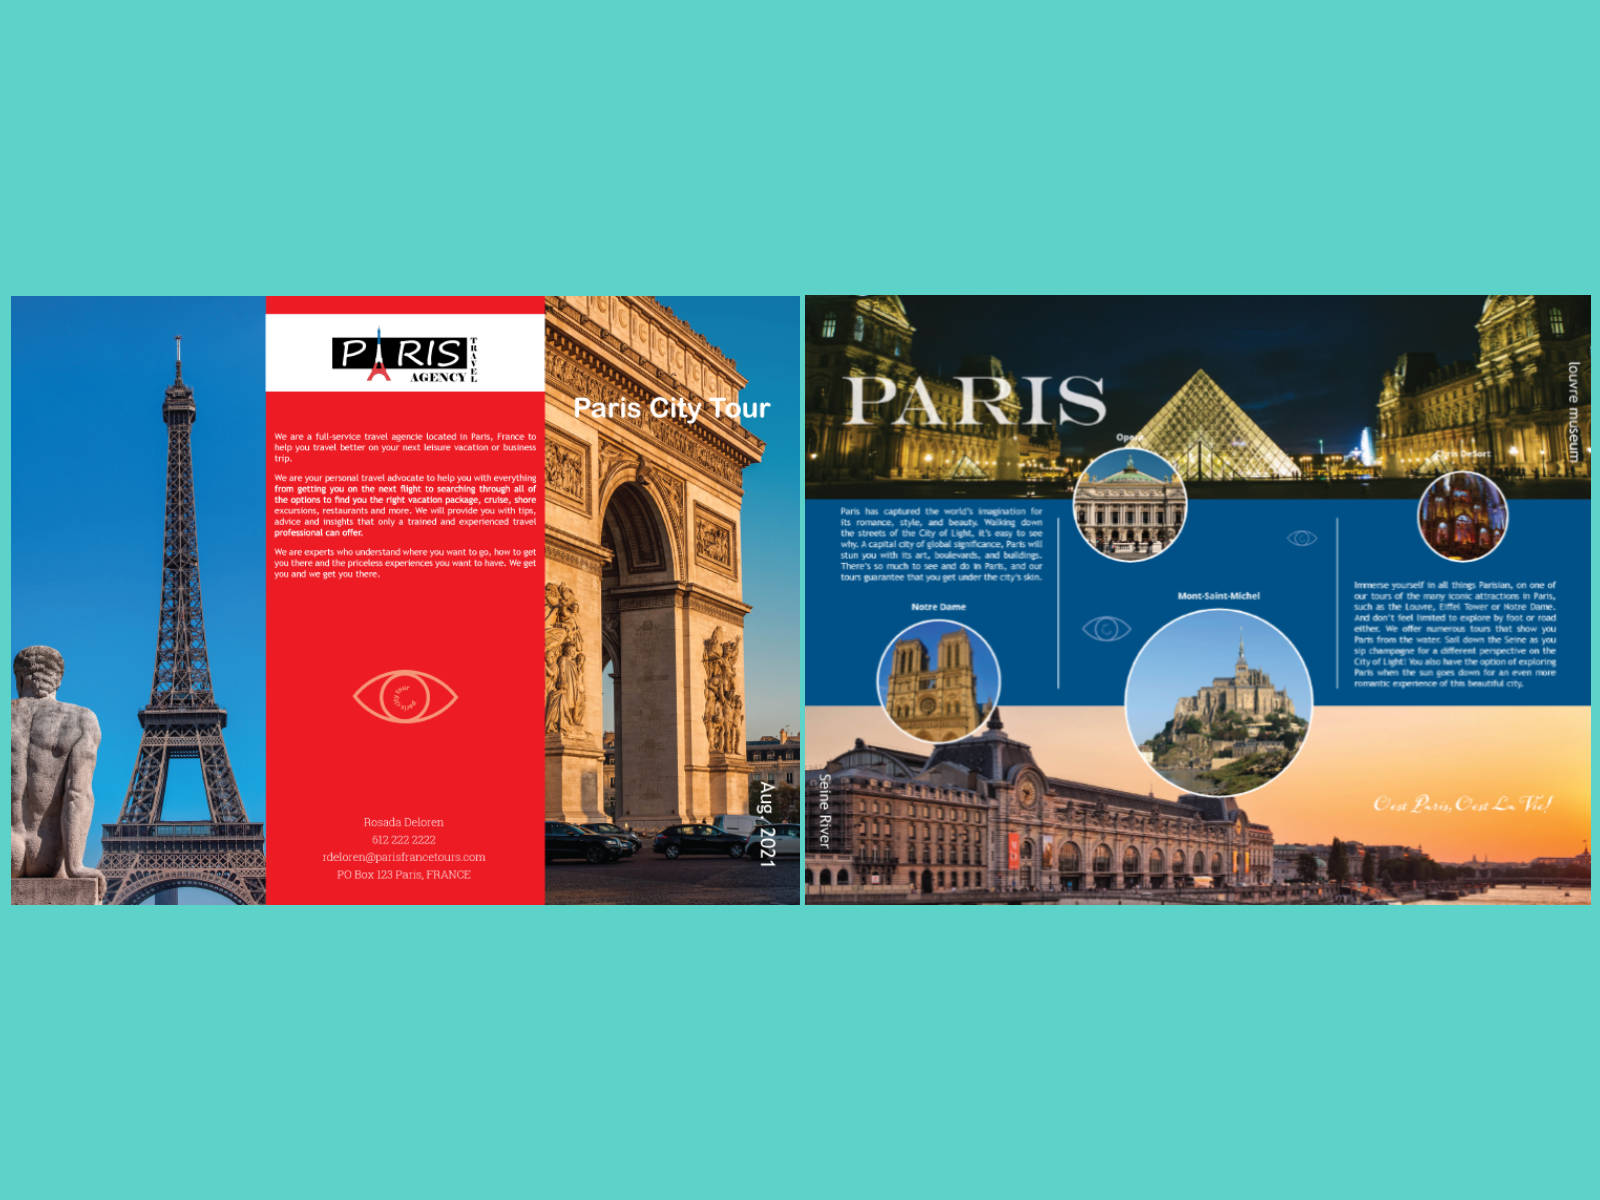 PARIS
TRAVEL
AGENCY
We are a full-service travel agencie located in Paris, France to
help you travel better on your next leisure vacation or business
trip.
We are your personal travel advocate to help you with everything
from getting you on the next flight to searching through all of
the options to find you the right vacation package, cruise, shore
excursions, restaurants and more. We will provide you with tips,
advice and insights that only a trained and experienced travel
professional can offer.
We are experts who understand where you want to go, how to get
you there and the priceless experiences you want to have. We get
you and we get you there.
paris city tour
Rosada Deloren
612 222 2222
rdeloren@parisfrancetours.com
PO Box 123 Paris, FRANCE
Paris City Tour
Aug / 2021
PARIS
louvre museum
Opera
Paris has captured the world's imagination for
its romance, style, and beauty. Walking down
the streets of the City of Light, it's easy to see
why. A capital city of global significance, Paris will
stun you with its art, boulevards, and buildings.
There's so much to see and do in Paris, and our
tours guarantee that you get under the city's skin.
Notre Dame
Mont-Saint-Michel
DeSort
Immerse yourself in all things Parisian, on one of
our tours of the many iconic attractions in Paris,
such as the Louvre, Eiffel Tower or Notre Dame.
And don't feel limited to explore by foot or road
either. We offer numerous tours that show you
Paris from the water. Sail down the Seine as you
sip champagne for a different perspective on the
City of Light! You also have the option of exploring
Paris when the sun goes down for an even more
romantic experience of this beautiful city.
Seine River
C'est Paris, C'est La Vie!